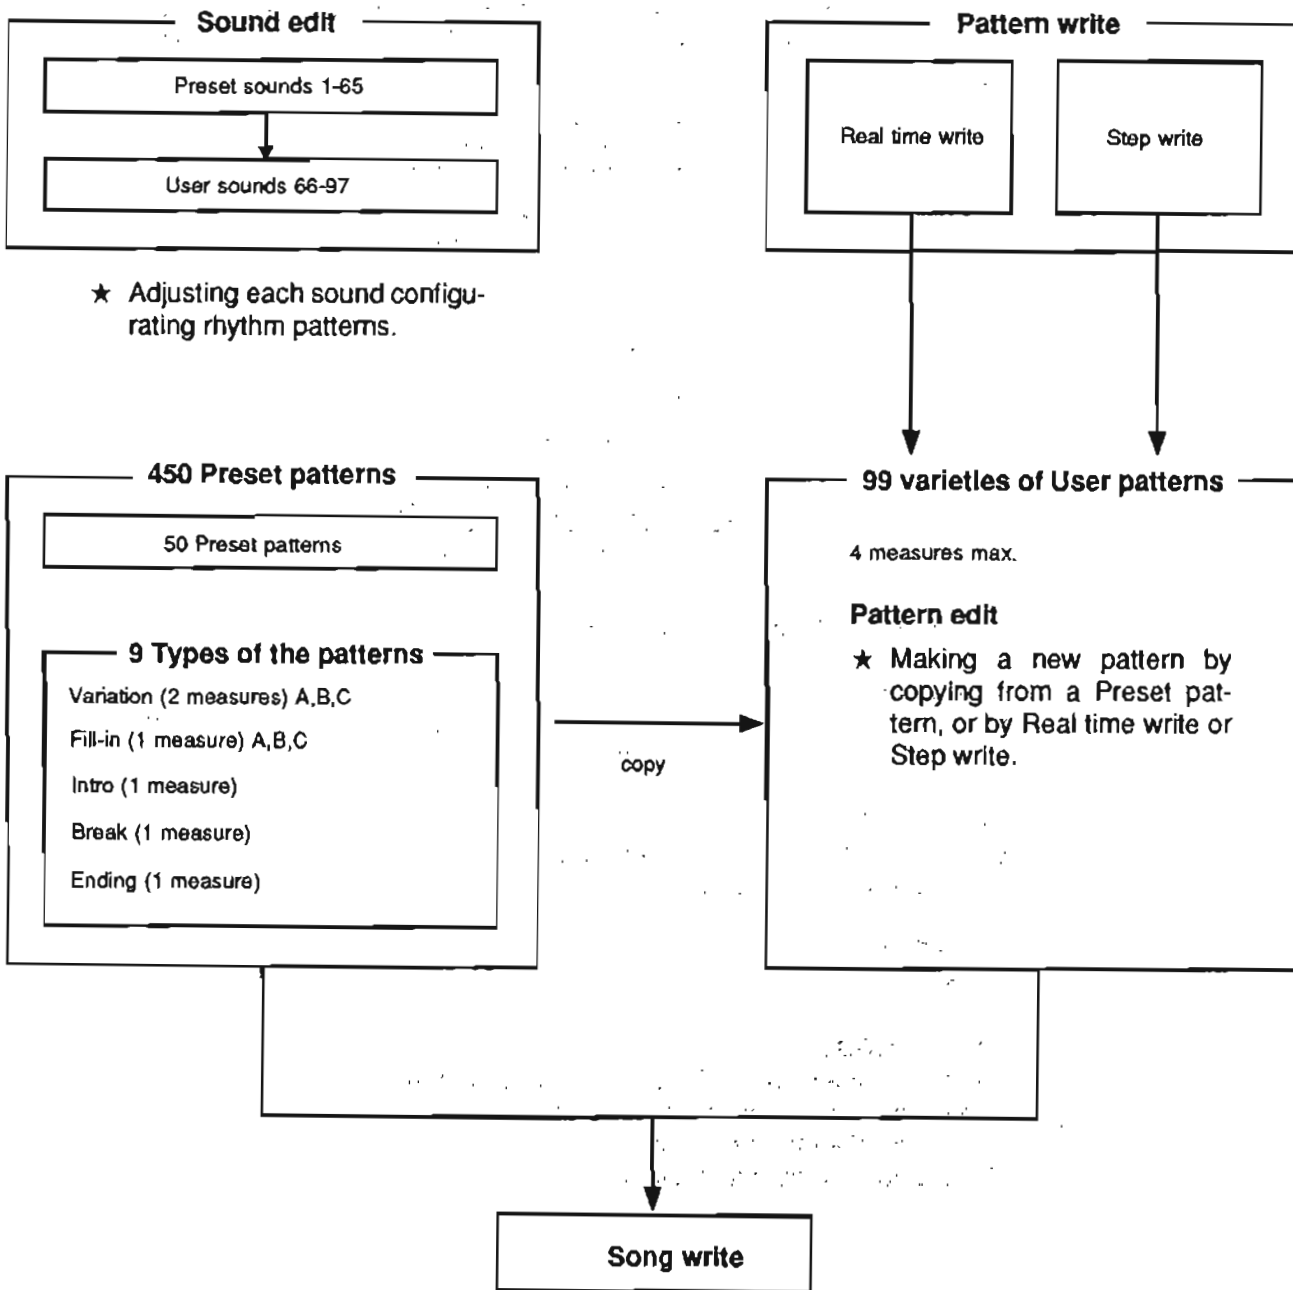 Sound edit
Preset sounds 1-65
User sounds 66-97
★ Adjusting each sound configu-
rating rhythm patterns.
Pattern write
Real time write
Step write
450 Preset patterns
50 Preset patterns
9 Types of the patterns
Variation (2 measures) A,B,C
Fill-in (1 measure) A,B,C
Intro (1 measure)
Break (1 measure)
Ending (1 measure)
copy
99 varieties of User patterns
4 measures max.
Pattern edit
★ Making a new pattern by
copying from a Preset pat-
tern, or by Real time write or
Step write.
Song write